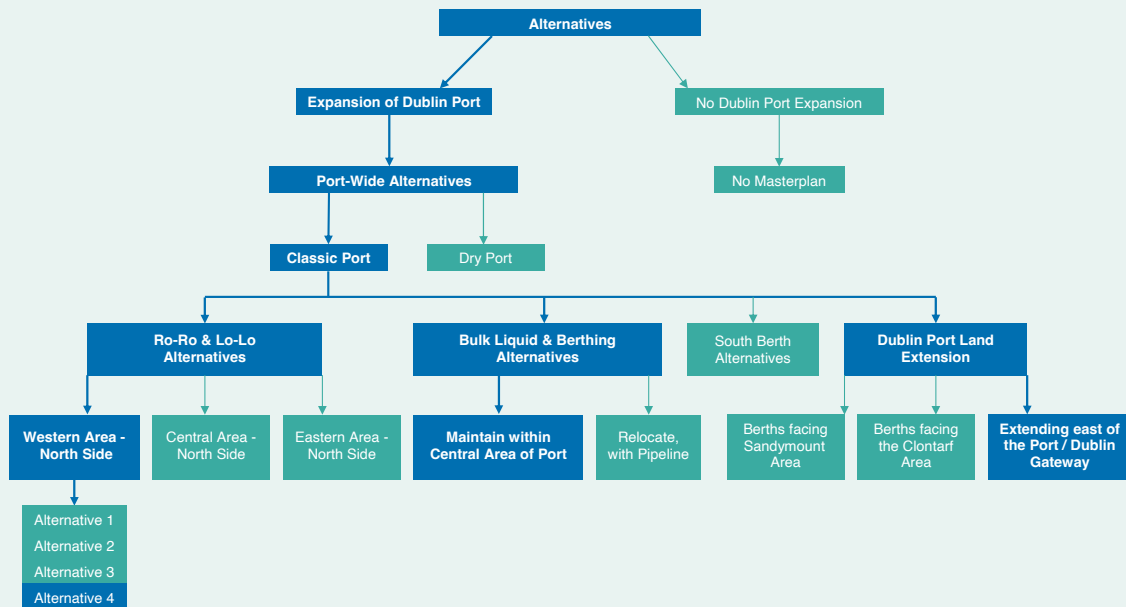 Alternatives
Expansion of Dublin Port
No Dublin Port Expansion
Port-Wide Alternatives
No Masterplan
Classic Port
Dry Port
Ro-Ro & Lo-Lo
Alternatives
Bulk Liquid & Berthing
Alternatives
South Berth
Alternatives
Dublin Port Land
Extension
Western Area -
North Side
Central Area -
North Side
Eastern Area -
North Side
Maintain within
Central Area of Port
Relocate,
with Pipeline
Berths facing
Sandymount
Area
Berths facing
the Clontarf
Area
Extending east of
the Port / Dublin
Gateway
Alternative 1
Alternative 2
Alternative 3
Alternative 4